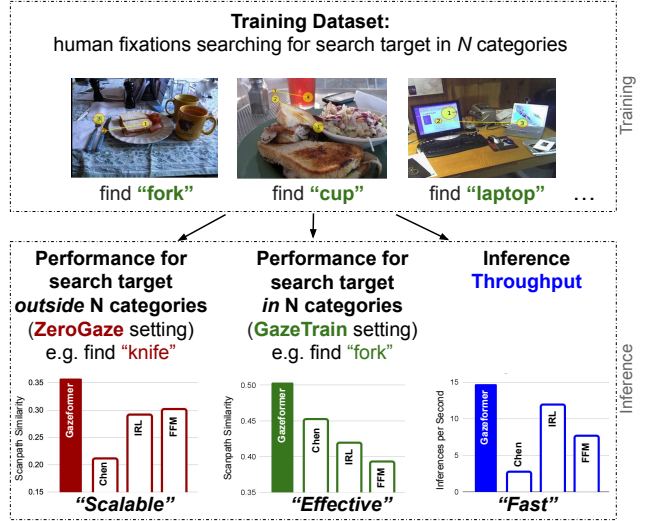 Training Dataset:
human fixations searching for search target in N categories
find “fork”
find “cup”
find “laptop”
...
Training
Performance for
search target
outside N categories
(ZeroGaze setting)
e.g. find “knife”
Performance for
search target
in N categories
(GazeTrain setting)
e.g. find “fork”
Inference
Throughput
Inference
Scanpath Similarity
0.35
0.30
0.25
0.20
0.15
Gazeformer
Chen
IRL
FFM
“Scalable”
Scanpath Similarity
0.50
0.45
0.40
0.35
Gazeformer
Chen
IRL
FFM
“Effective”
Inferences per Second
15
10
5
0
Gazeformer
Chen
IRL
FFM
“Fast”